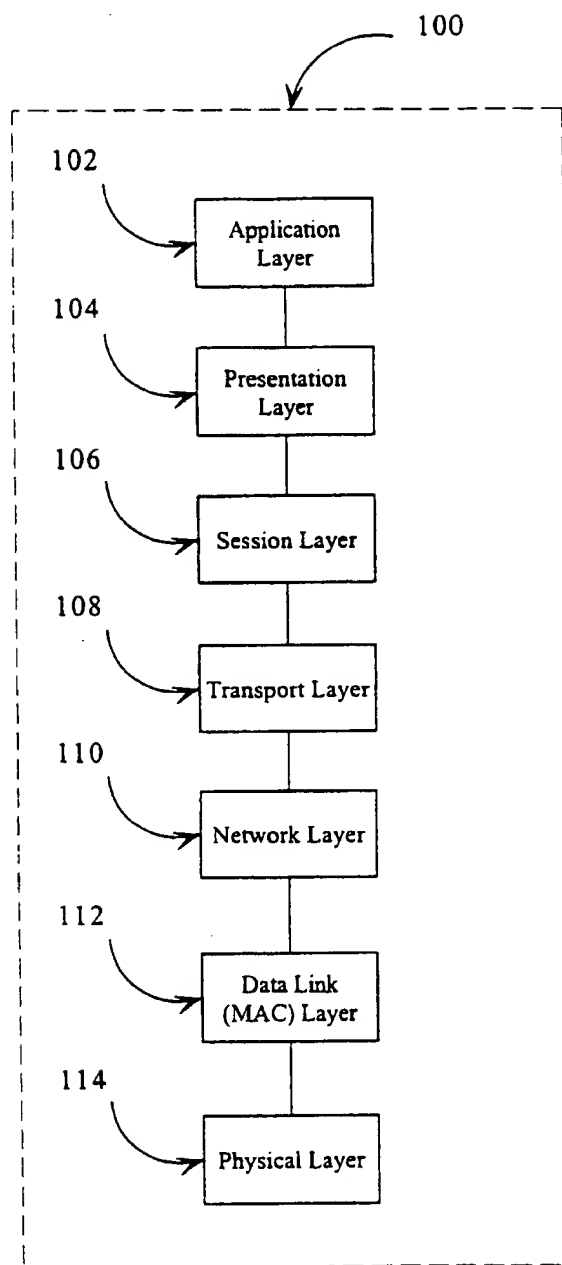 100
102
Application
Layer
104
Presentation
Layer
106
Session Layer
108
Transport Layer
110
Network Layer
112
Data Link
(MAC) Layer
114
Physical Layer